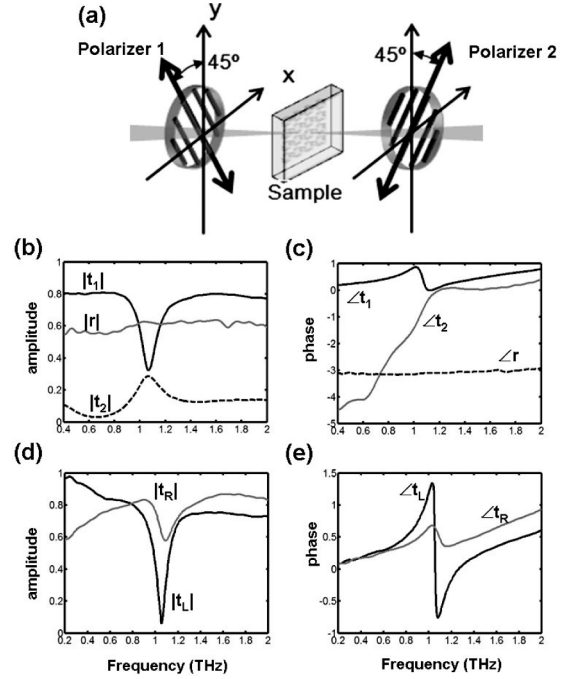 (a)
y
Polarizer 1
45º
x
45º
Polarizer 2
Sample
(b)
(c)
amplitude
0.8
0.6
0.4
0.2
0
|t1|
|r|
|t2|
0.4 0.6 0.8 1.0 1.2 1.4 1.6 1.8 2
phase
1
0
-1
-2
-3
-4
-5
∠t1
∠t2
∠r
0.4 0.6 0.8 1 1.2 1.4 1.6 1.8 2
(d)
(e)
amplitude
1
0.8
0.6
0.4
0.2
0
|tR|
|tL|
0.2 0.4 0.6 0.8 1.0 1.2 1.4 1.6 1.8 2
Frequency (THz)
phase
1.5
1
0.5
0
-0.5
-1
∠tL
∠tR
0.2 0.4 0.6 0.8 1.0 1.2 1.4 1.6 1.8 2
Frequency (THz)